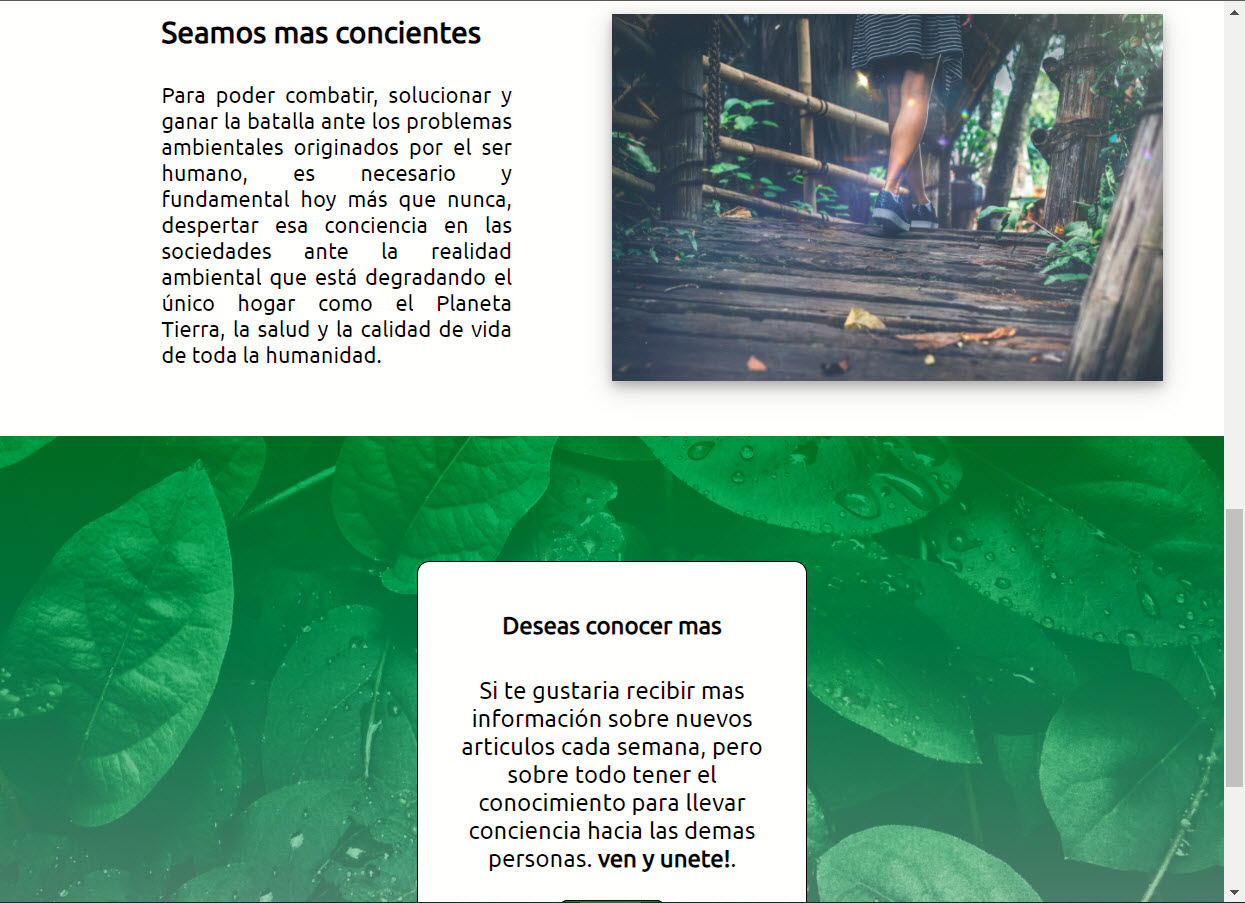 Seamos mas concientes
Para poder combatir, solucionar y
ganar la batalla ante los problemas
ambientales originados por el ser
humano, es necesario y
fundamental hoy más que nunca,
despertar esa conciencia en las
sociedades ante la realidad
ambiental que está degradando el
único hogar como el Planeta
Tierra, la salud y la calidad de vida
de toda la humanidad.
Deseas conocer mas
Si te gustaria recibir mas
información sobre nuevos
articulos cada semana, pero
sobre todo tener el
conocimiento para llevar
conciencia hacia las demas
personas. ven y unete!.